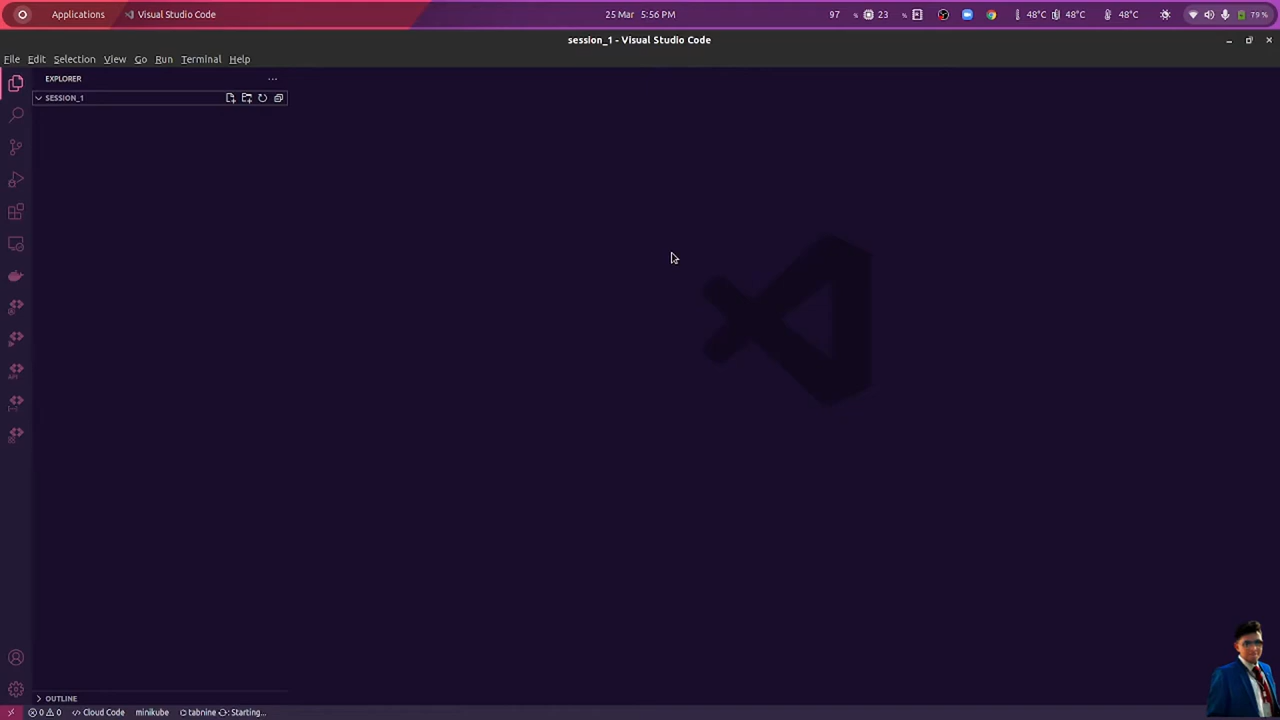 Applications Visual Studio Code 25 Mar 5:56 PM 97 % 23 % 48°C 48°C 48°C 79 %
session_1 - Visual Studio Code
File Edit Selection View Go Run Terminal Help
EXPLORER ...
SESSION_1
API
OUTLINE
0 0 Cloud Code minikube tabnine : Starting...